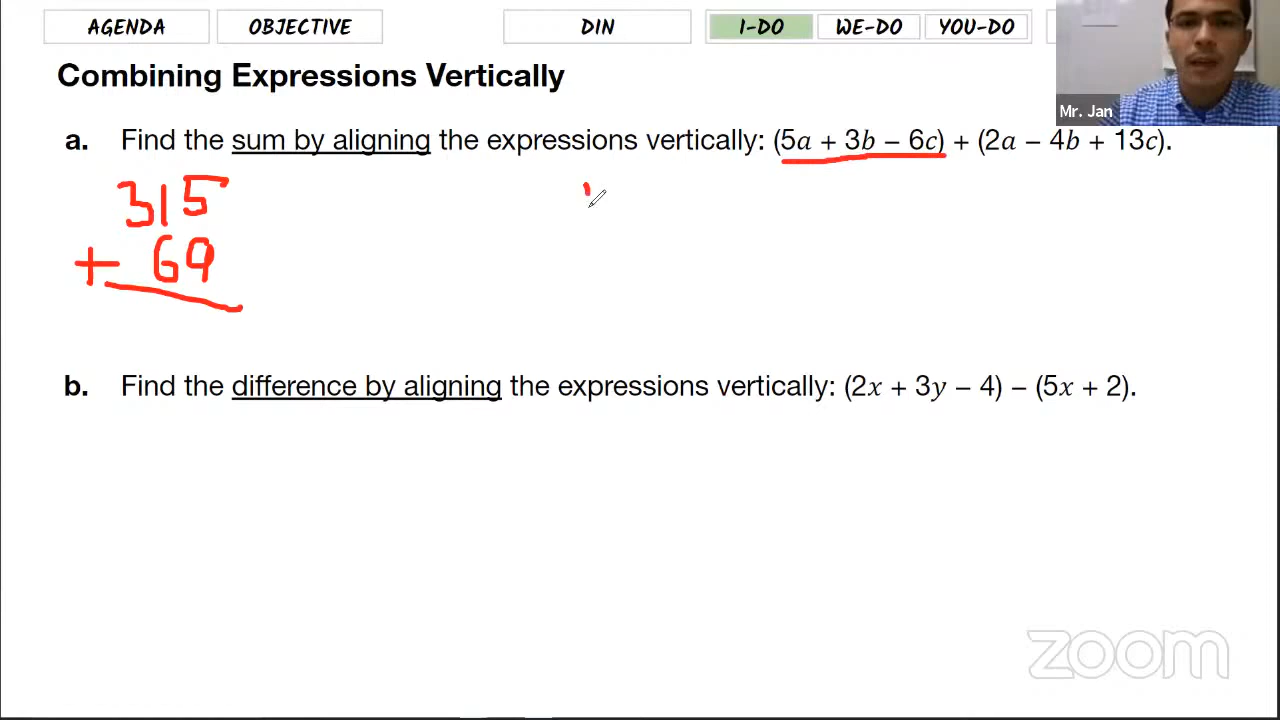 AGENDA OBJECTIVE DIN I-DO WE-DO YOU-DO
Combining Expressions Vertically
Mr. Jan
a. Find the sum by aligning the expressions vertically: (5a + 3b − 6c) + (2a − 4b + 13c).
315
+ 69
b. Find the difference by aligning the expressions vertically: (2x + 3y − 4) − (5x + 2).
zoom